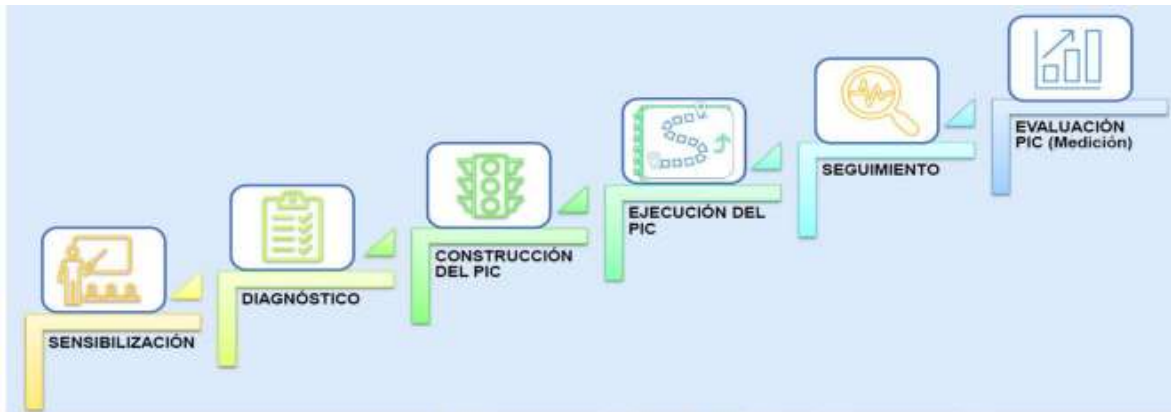 SENSIBILIZACIÓN
DIAGNÓSTICO
CONSTRUCCIÓN
DEL PIC
EJECUCIÓN DEL
PIC
SEGUIMIENTO
EVALUACIÓN
PIC (Medición)